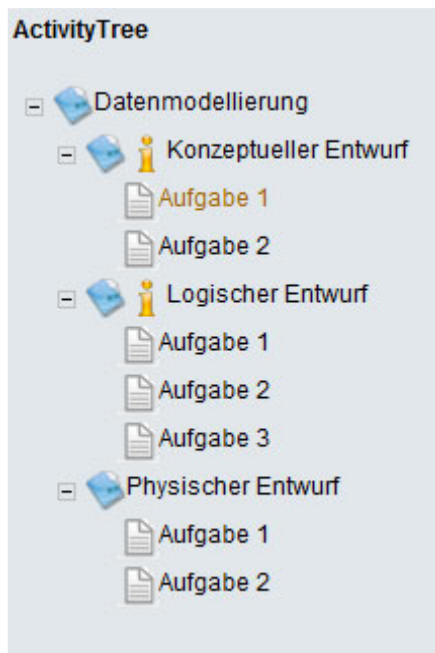 ActivityTree
Datenmodellierung
Konzeptueller Entwurf
Aufgabe 1
Aufgabe 2
Logischer Entwurf
Aufgabe 1
Aufgabe 2
Aufgabe 3
Physischer Entwurf
Aufgabe 1
Aufgabe 2